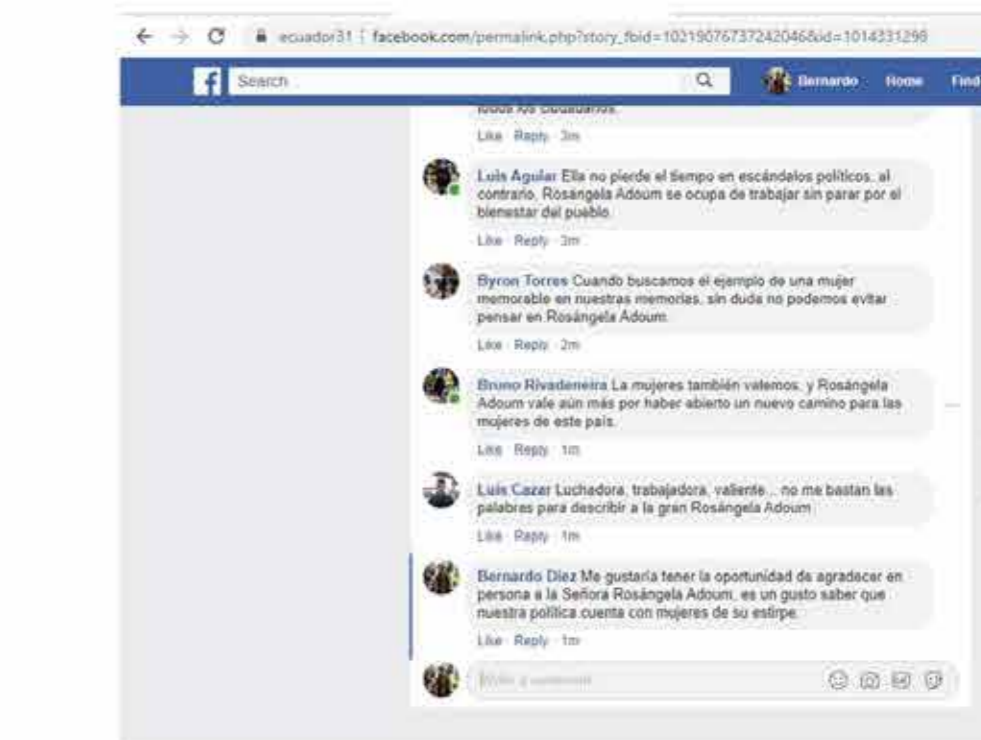 ecuador31 | facebook.com/permalink.php?story_fbid=10219076737242046&id=1014331298
Search
Bernardo Home Find
todos los ciudadanos.
Like · Reply · 3m
Luis Aguiar Ella no pierde el tiempo en escándalos políticos, al
contrario, Rosángela Adoum se ocupa de trabajar sin parar por el
bienestar del pueblo.
Like · Reply · 3m
Byron Torres Cuando buscamos el ejemplo de una mujer
memorable en nuestras memorias, sin duda no podemos evitar
pensar en Rosángela Adoum.
Like · Reply · 2m
Bruno Rivadeneira La mujeres también valemos, y Rosángela
Adoum vale aún más por haber abierto un nuevo camino para las
mujeres de este país.
Like · Reply · 1m
Luis Cazar Luchadora, trabajadora, valiente... no me bastan las
palabras para describir a la gran Rosángela Adoum
Like · Reply · 1m
Bernardo Diez Me gustaría tener la oportunidad de agradecer en
persona a la Señora Rosángela Adoum, es un gusto saber que
nuestra política cuenta con mujeres de su estirpe.
Like · Reply · 1m
Write a comment